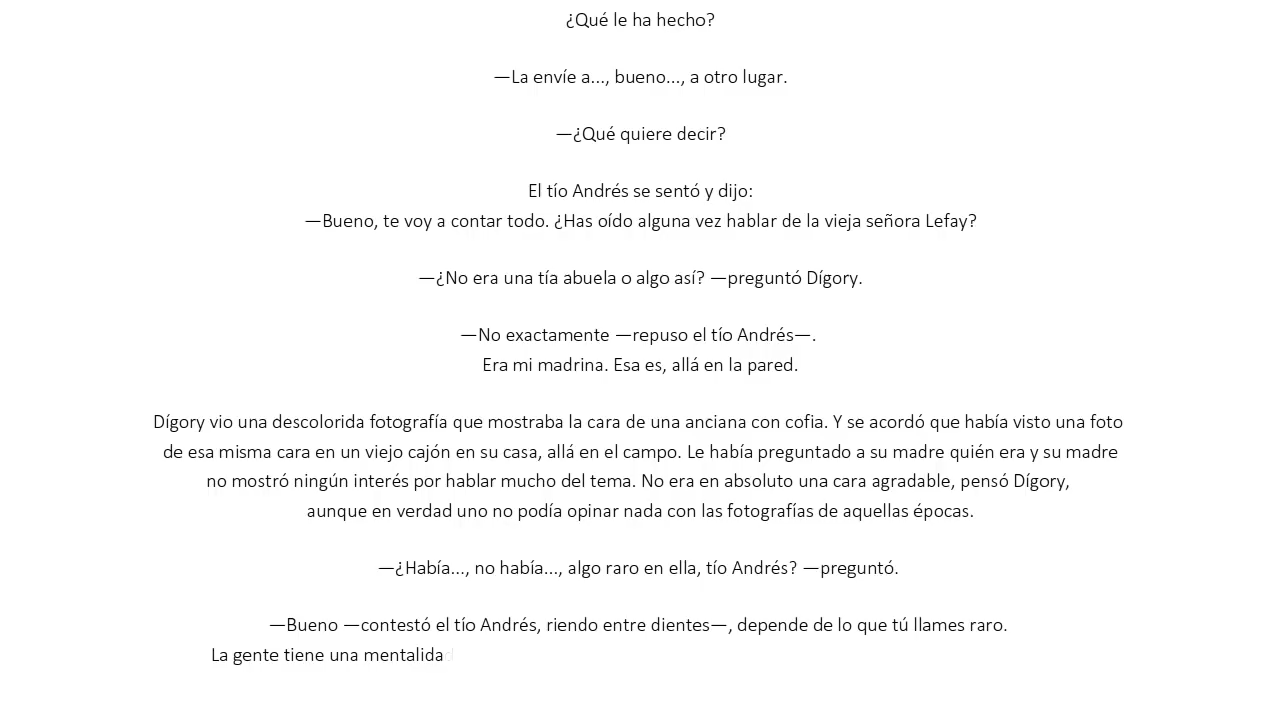 ¿Qué le ha hecho?
—La envíe a..., bueno..., a otro lugar.
—¿Qué quiere decir?
El tío Andrés se sentó y dijo:
—Bueno, te voy a contar todo. ¿Has oído alguna vez hablar de la vieja señora Lefay?
—¿No era una tía abuela o algo así? —preguntó Dígory.
—No exactamente —repuso el tío Andrés—.
Era mi madrina. Esa es, allá en la pared.
Dígory vio una descolorida fotografía que mostraba la cara de una anciana con cofia. Y se acordó que había visto una foto
de esa misma cara en un viejo cajón en su casa, allá en el campo. Le había preguntado a su madre quién era y su madre
no mostró ningún interés por hablar mucho del tema. No era en absoluto una cara agradable, pensó Dígory,
aunque en verdad uno no podía opinar nada con las fotografías de aquellas épocas.
—¿Había..., no había..., algo raro en ella, tío Andrés? —preguntó.
—Bueno —contestó el tío Andrés, riendo entre dientes—, depende de lo que tú llames raro.
La gente tiene una mentalidad